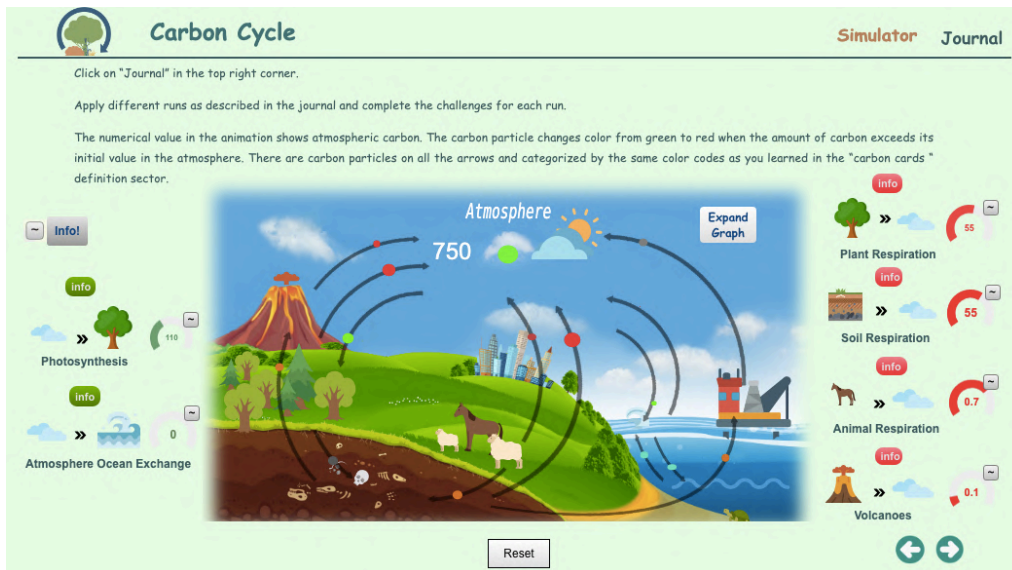 Carbon Cycle
Simulator
Journal
Click on "Journal" in the top right corner.
Apply different runs as described in the journal and complete the challenges for each run.
The numerical value in the animation shows atmospheric carbon. The carbon particle changes color from green to red when the amount of carbon exceeds its
initial value in the atmosphere. There are carbon particles on all the arrows and categorized by the same color codes as you learned in the "carbon cards "
definition sector.
~
Info!
info
»
110
~
Photosynthesis
info
»
0
~
Atmosphere Ocean Exchange
Atmosphere
750
Expand
Graph
info
»
55
~
Plant Respiration
info
»
55
~
Soil Respiration
info
»
0.7
~
Animal Respiration
info
»
0.1
~
Volcanoes
Reset